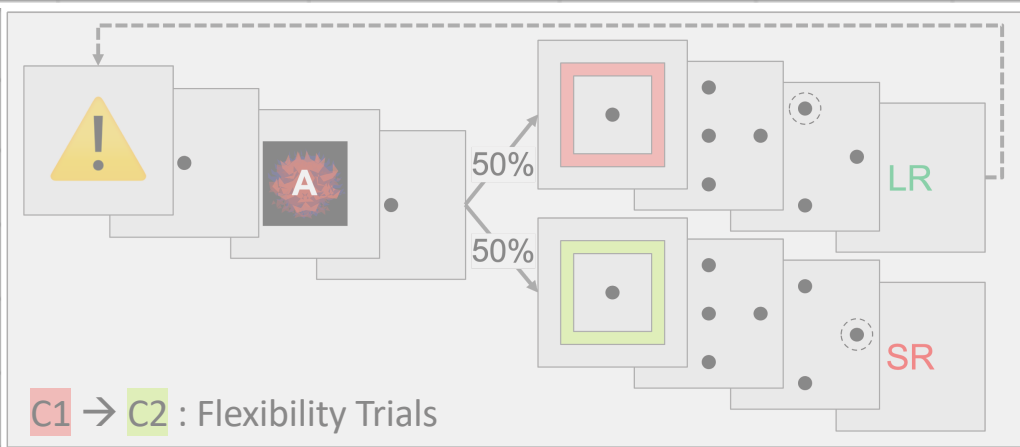 !
A
50%
LR
50%
SR
C1 → C2 : Flexibility Trials